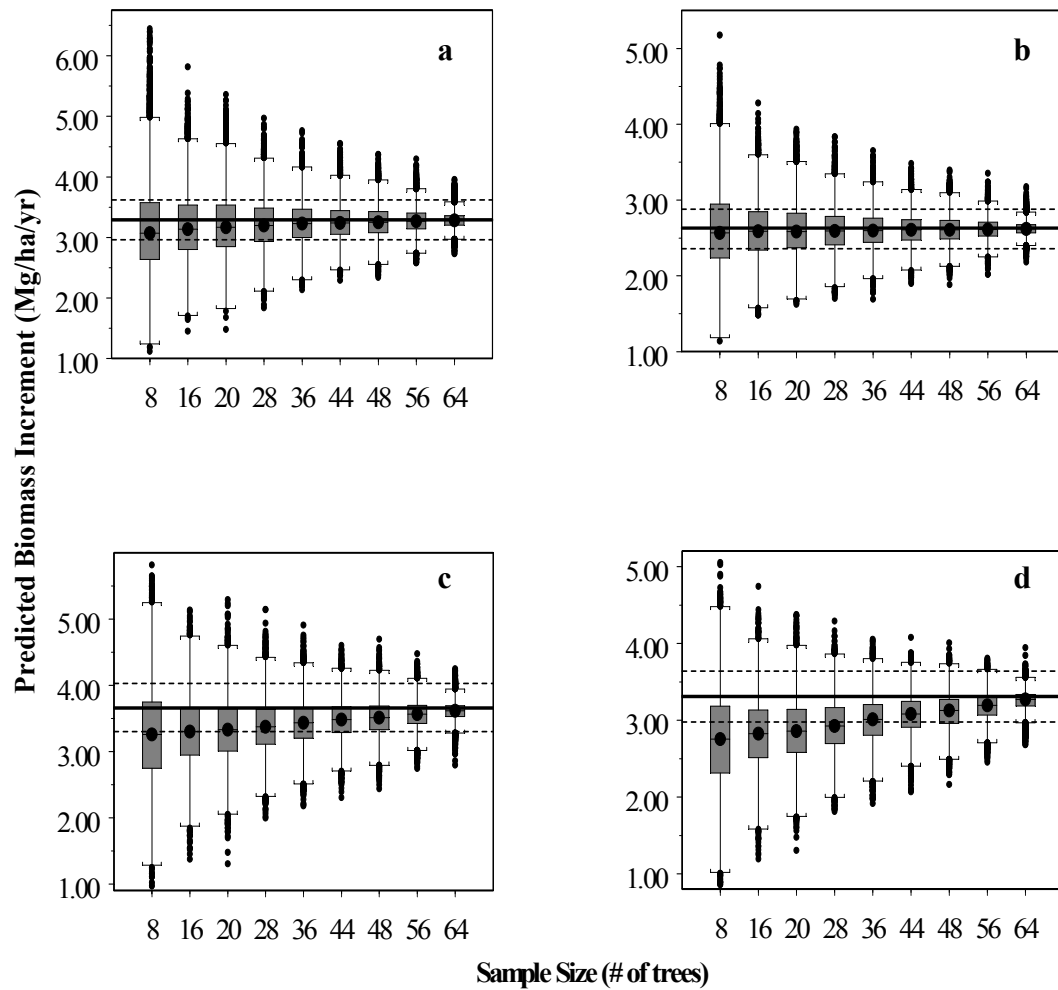 a
6.00
5.00
4.00
3.00
2.00
1.00
8 16 20 28 36 44 48 56 64
b
5.00
4.00
3.00
2.00
1.00
8 16 20 28 36 44 48 56 64
Predicted Biomass Increment (Mg/ha/yr)
c
5.00
4.00
3.00
2.00
1.00
8 16 20 28 36 44 48 56 64
d
5.00
4.00
3.00
2.00
1.00
8 16 20 28 36 44 48 56 64
Sample Size (# of trees)